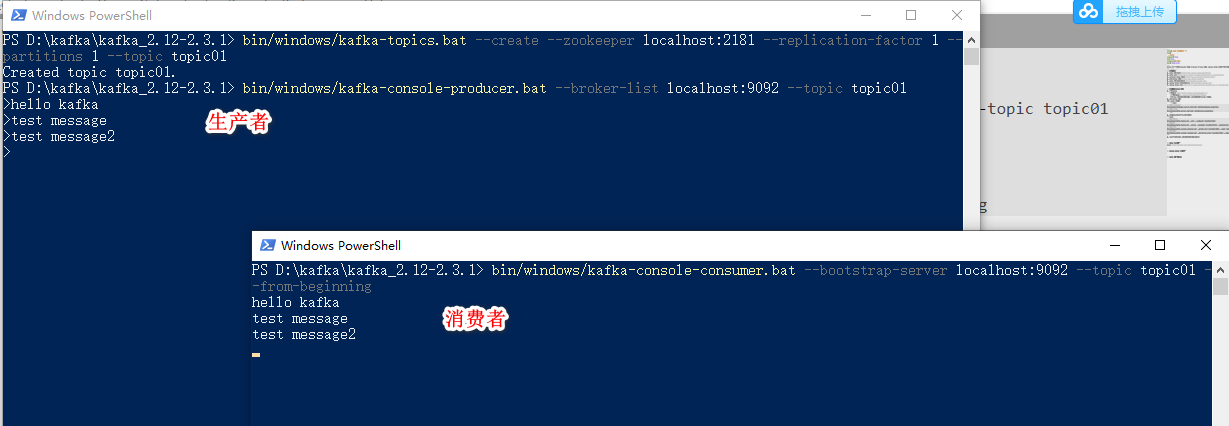 拖拽上传
Windows PowerShell
PS D:\kafka\kafka_2.12-2.3.1> bin/windows/kafka-topics.bat --create --zookeeper localhost:2181 --replication-factor 1 --
partitions 1 --topic topic01
Created topic topic01.
PS D:\kafka\kafka_2.12-2.3.1> bin/windows/kafka-console-producer.bat --broker-list localhost:9092 --topic topic01
>hello kafka
>test message
>test message2
>
生产者
-topic topic01
g
Windows PowerShell
PS D:\kafka\kafka_2.12-2.3.1> bin/windows/kafka-console-consumer.bat --bootstrap-server localhost:9092 --topic topic01 -
-from-beginning
hello kafka
test message
test message2
消费者